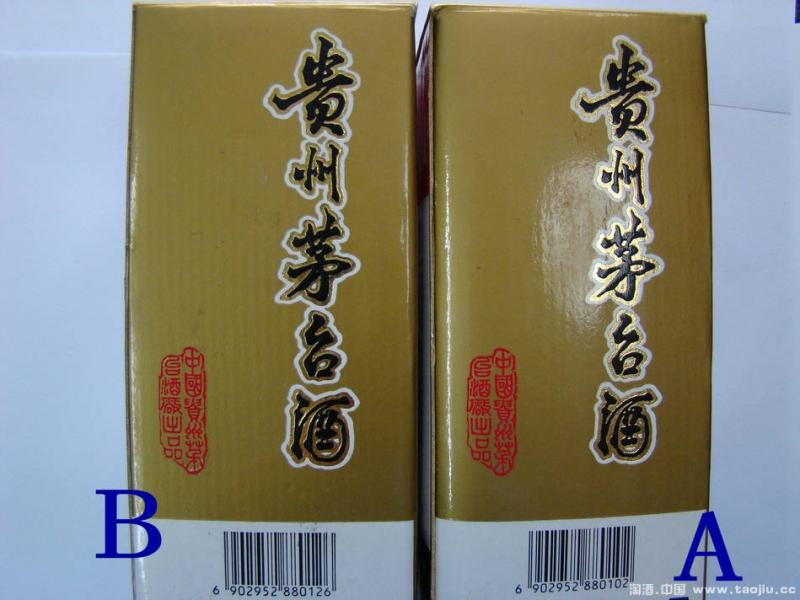 貴州茅台酒
中國貴州茅
台酒廠出品
B
6 902952 880126
貴州茅台酒
中國貴州茅
台酒廠出品
A
6 902952 880102
淘酒.中国 www.taojiu.cc